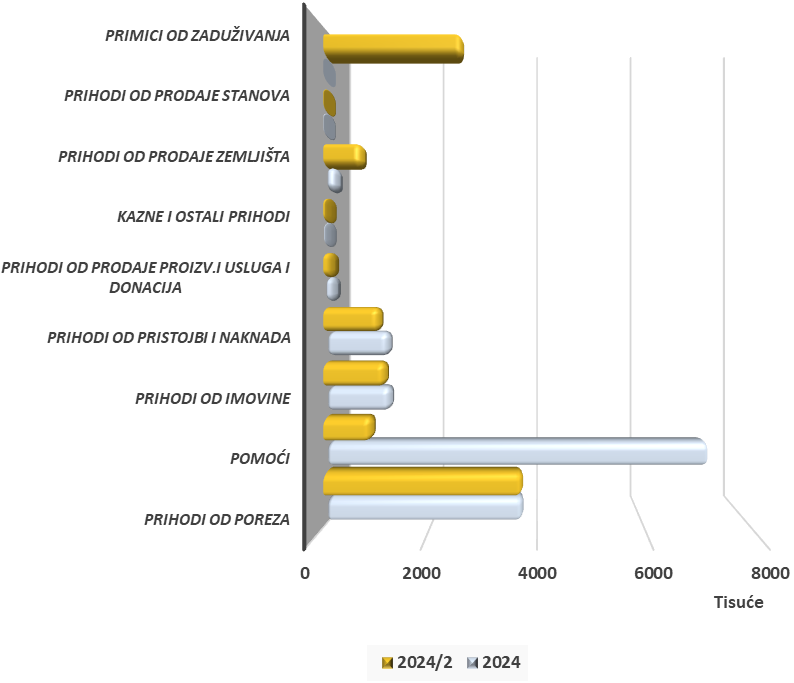 PRIMICI OD ZADUŽIVANJA
PRIHODI OD PRODAJE STANOVA
PRIHODI OD PRODAJE ZEMLJIŠTA
KAZNE I OSTALI PRIHODI
PRIHODI OD PRODAJE PROIZV.I USLUGA I
DONACIJA
PRIHODI OD PRISTOJBI I NAKNADA
PRIHODI OD IMOVINE
POMOĆI
PRIHODI OD POREZA
0 2000 4000 6000 8000
Tisuće
2024/2 2024